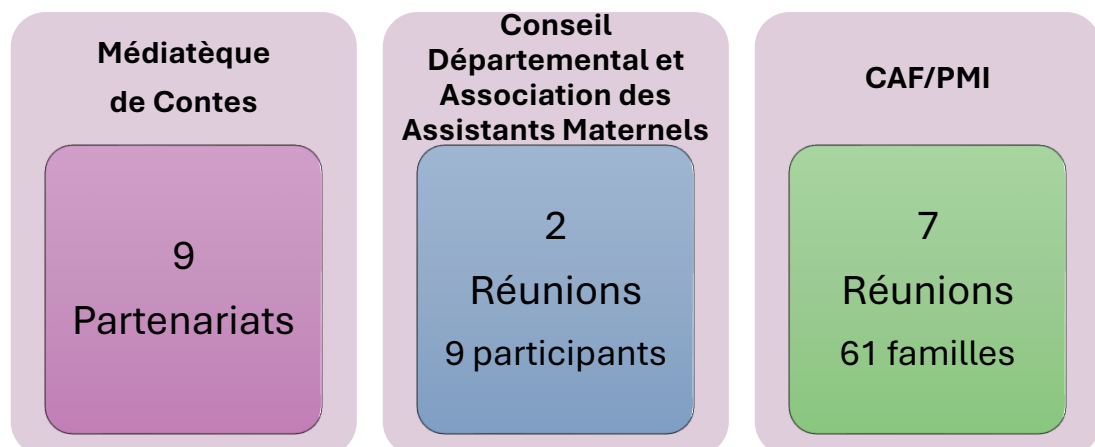 Médiatèque
de Contes
9
Partenariats
Conseil
Départemental et
Association des
Assistants Maternels
2
Réunions
9 participants
CAF/PMI
7
Réunions
61 familles